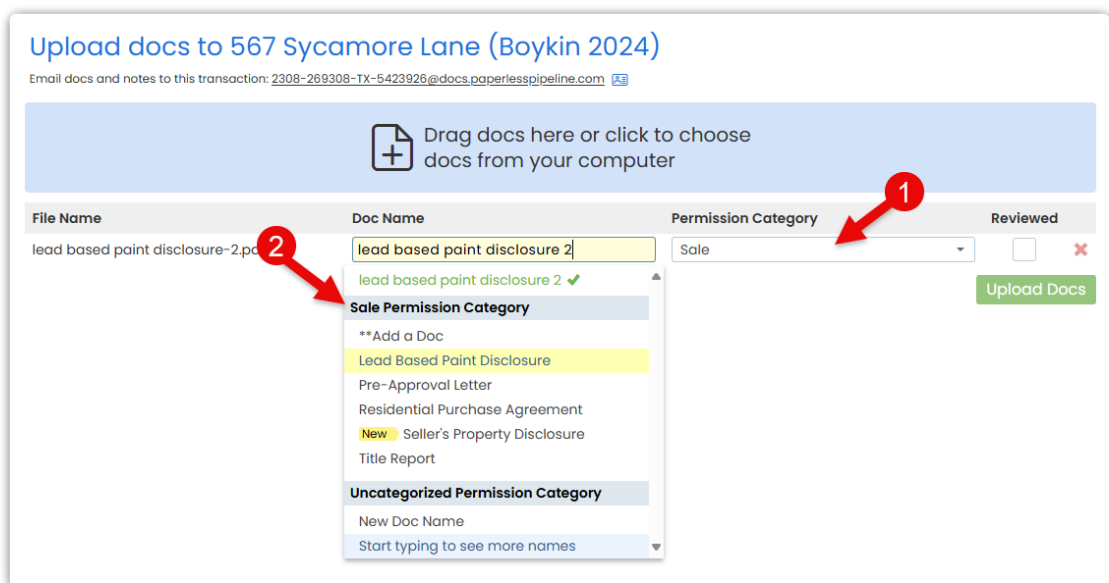 Upload docs to 567 Sycamore Lane (Boykin 2024)
Email docs and notes to this transaction: 2308-269308-TX-5423926@docs.paperlesspipeline.com
Drag docs here or click to choose
docs from your computer
1
File Name Doc Name Permission Category Reviewed
2
lead based paint disclosure-2.pd lead based paint disclosure 2 Sale
lead based paint disclosure 2
Upload Docs
Sale Permission Category
**Add a Doc
Lead Based Paint Disclosure
Pre-Approval Letter
Residential Purchase Agreement
New Seller's Property Disclosure
Title Report
Uncategorized Permission Category
New Doc Name
Start typing to see more names